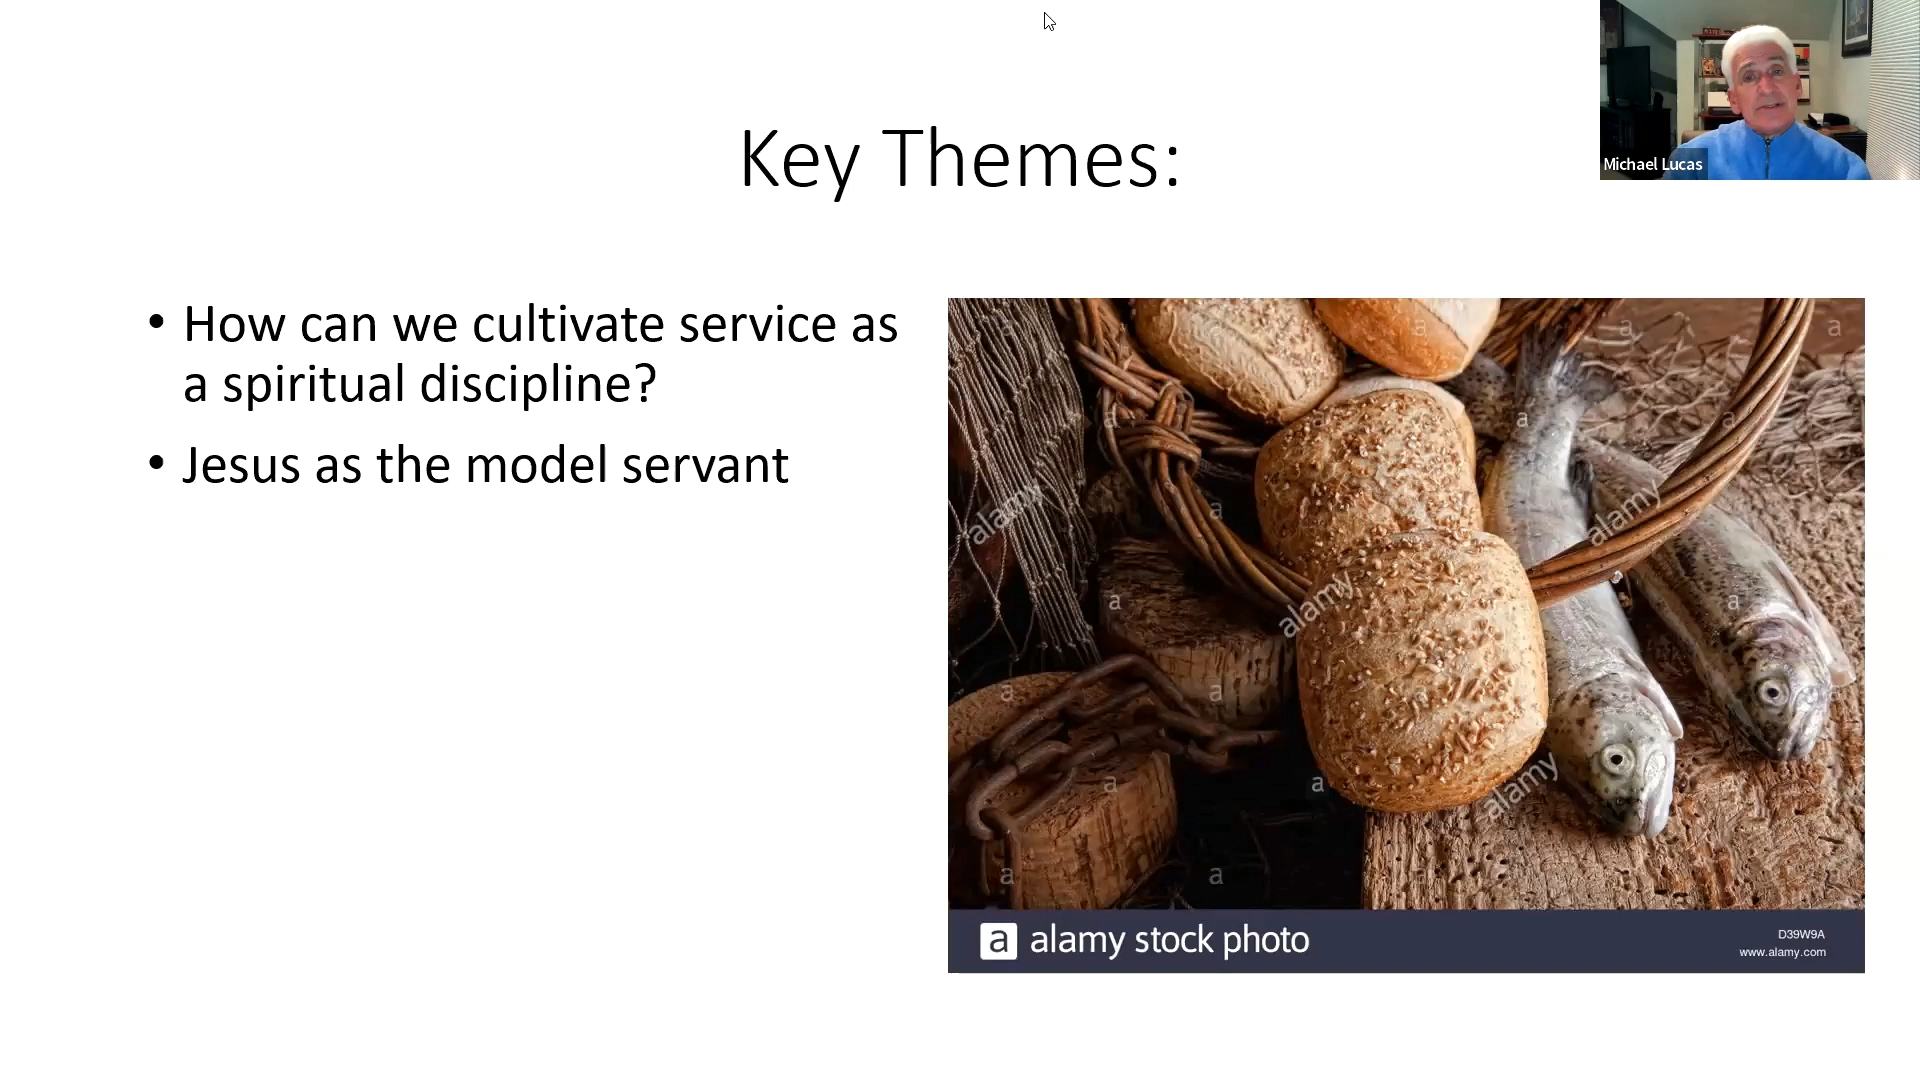 Key Themes:
Michael Lucas
• How can we cultivate service as
a spiritual discipline?
• Jesus as the model servant
a
a
a
a
a
a
a
a
a
alamy
alamy
a
alamy
a
a
a
a
a
a
alamy
a
a
a alamy stock photo
D39W9A
www.alamy.com